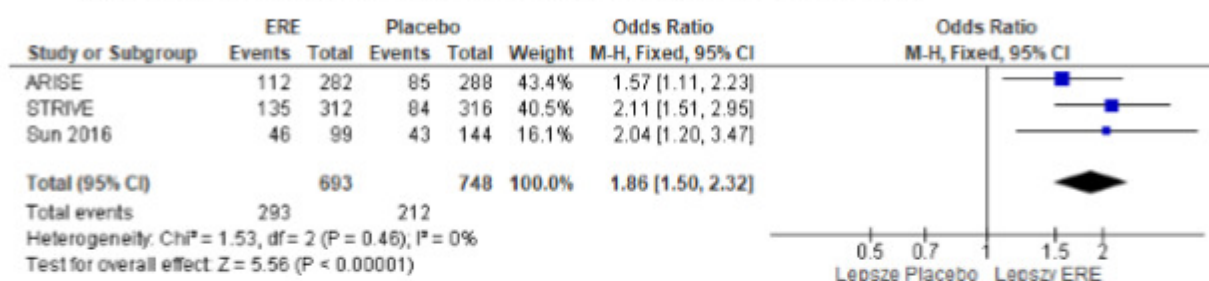 ERE Placebo Odds Ratio Odds Ratio
Study or Subgroup Events Total Events Total Weight M-H, Fixed, 95% CI M-H, Fixed, 95% CI
ARISE 112 282 85 288 43.4% 1.57 [1.11, 2.23]
STRIVE 135 312 84 316 40.5% 2.11 [1.51, 2.95]
Sun 2016 46 99 43 144 16.1% 2.04 [1.20, 3.47]
Total (95% CI) 693 748 100.0% 1.86 [1.50, 2.32]
Total events 293 212
Heterogeneity: Chi² = 1.53, df = 2 (P = 0.46); I² = 0%
Test for overall effect: Z = 5.56 (P < 0.00001)
0.5 0.7 1 1.5 2
Lepsze Placebo Lepszy ERE